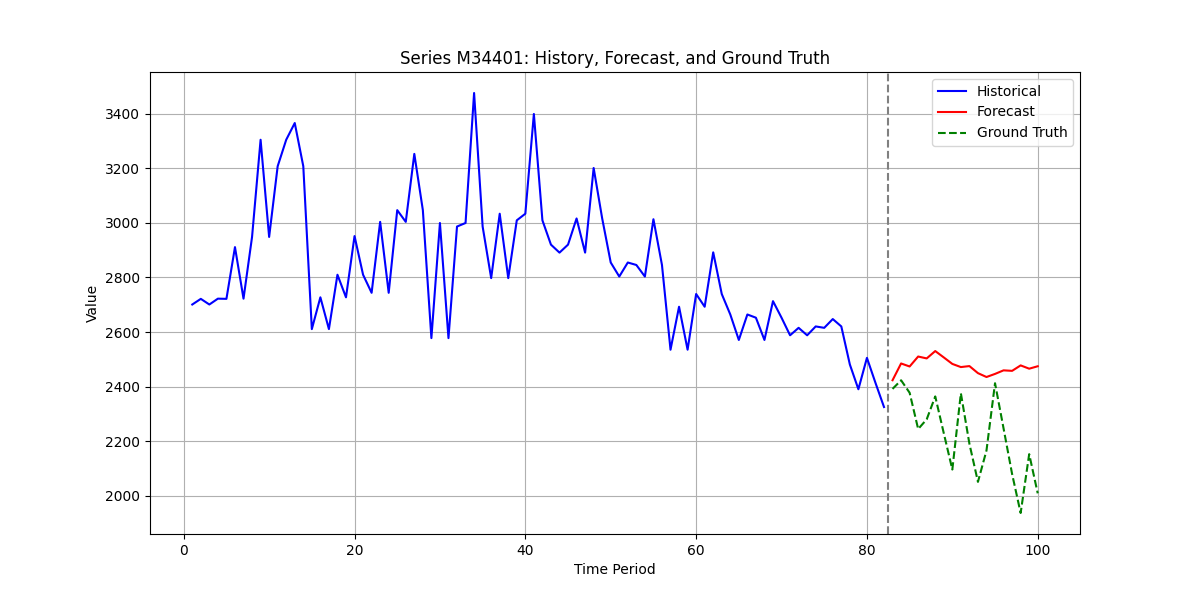 Series M34401: History, Forecast, and Ground Truth
Historical
Forecast
Ground Truth
3400
3200
3000
2800
2600
2400
2200
2000
Value
0 20 40 60 80 100
Time Period